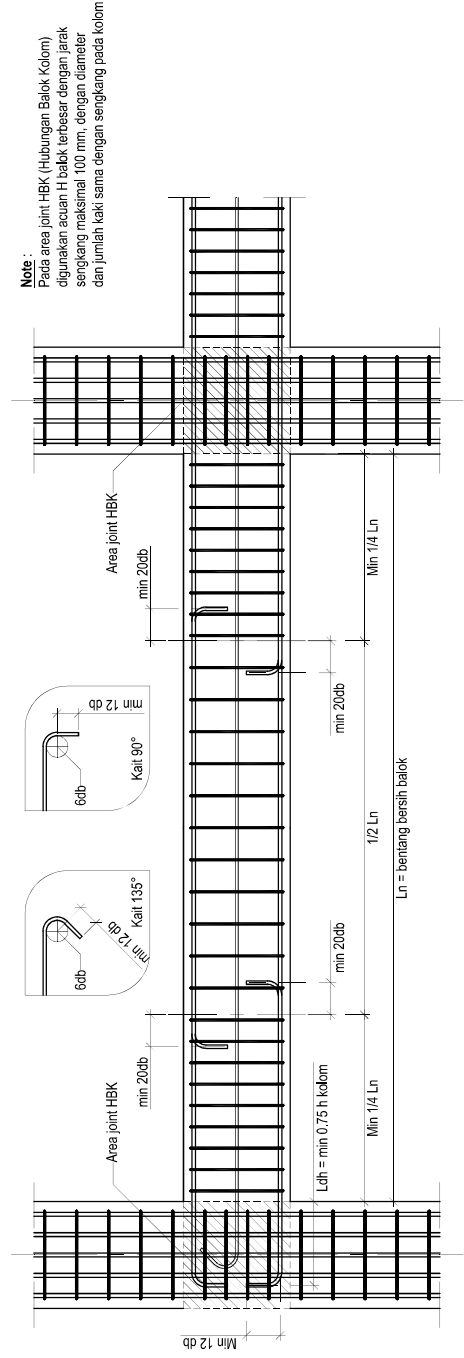 Note :
Pada area joint HBK (Hubungan Balok Kolom)
digunakan acuan H balok terbesar dengan jarak
sengkang maksimal 100 mm, dengan diameter
dan jumlah kaki sama dengan sengkang pada kolom
Kait 135°
6db
min 12 db
Kait 90°
6db
min 12 db
Area joint HBK
min 20db
min 20db
Area joint HBK
Min 12 db
Ldh = min 0.75 h kolom
min 20db
min 20db
Min 1/4 Ln
1/2 Ln
Min 1/4 Ln
Ln = bentang bersih balok